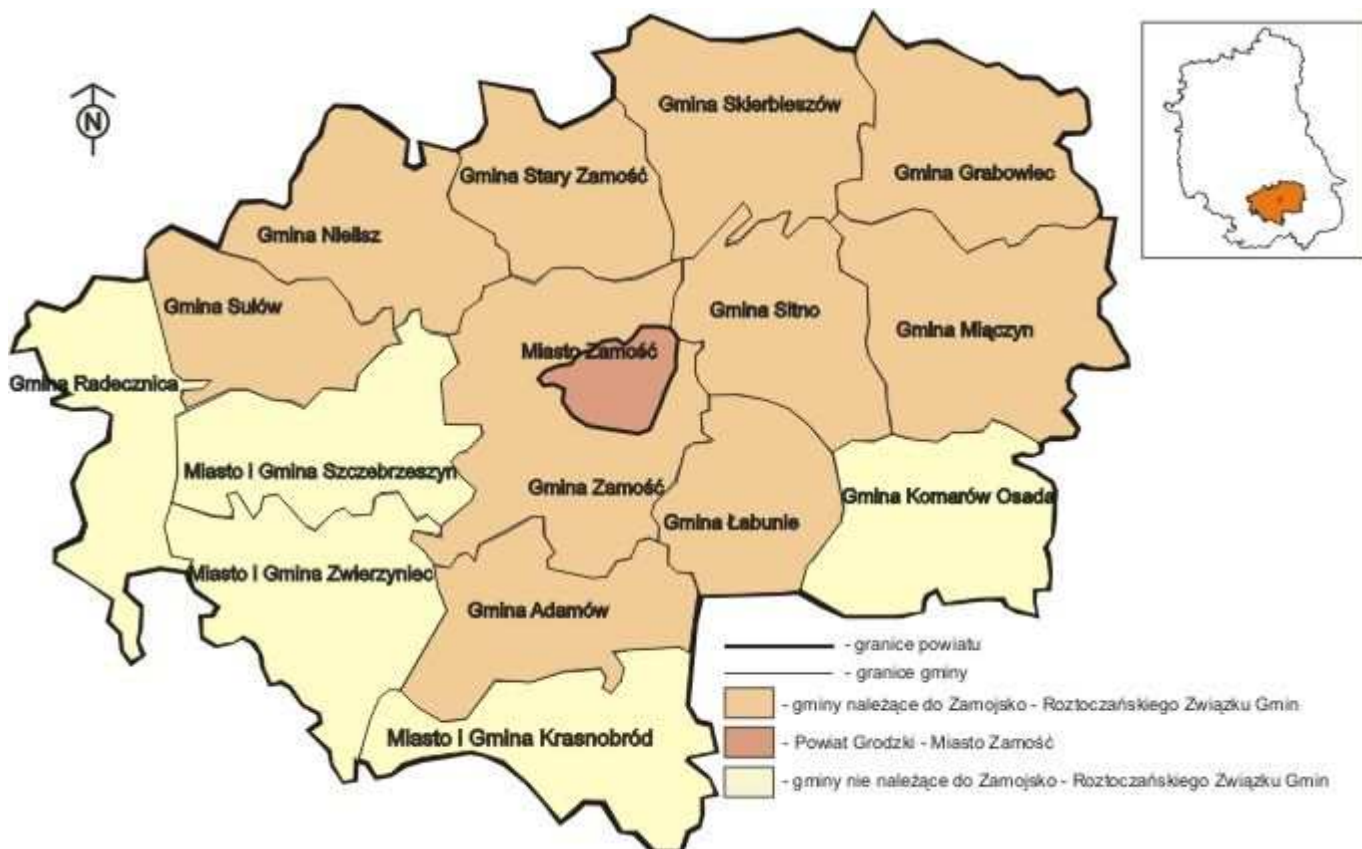 N
Gmina Skierbieszów
Gmina Grabowiec
Gmina Stary Zamość
Gmina Nielisz
Gmina Sułów
Gmina Sitno
Gmina Miączyn
Miasto Zamość
Gmina Radecznica
Miasto i Gmina Szczebrzeszyn
Gmina Zamość
Gmina Komarów Osada
Gmina Łabunie
Miasto i Gmina Zwierzyniec
Gmina Adamów
Miasto i Gmina Krasnobród
- granice powiatu
- granice gminy
- gminy należące do Zamojsko - Roztoczańskiego Związku Gmin
- Powiat Grodzki - Miasto Zamość
- gminy nie należące do Zamojsko - Roztoczańskiego Związku Gmin